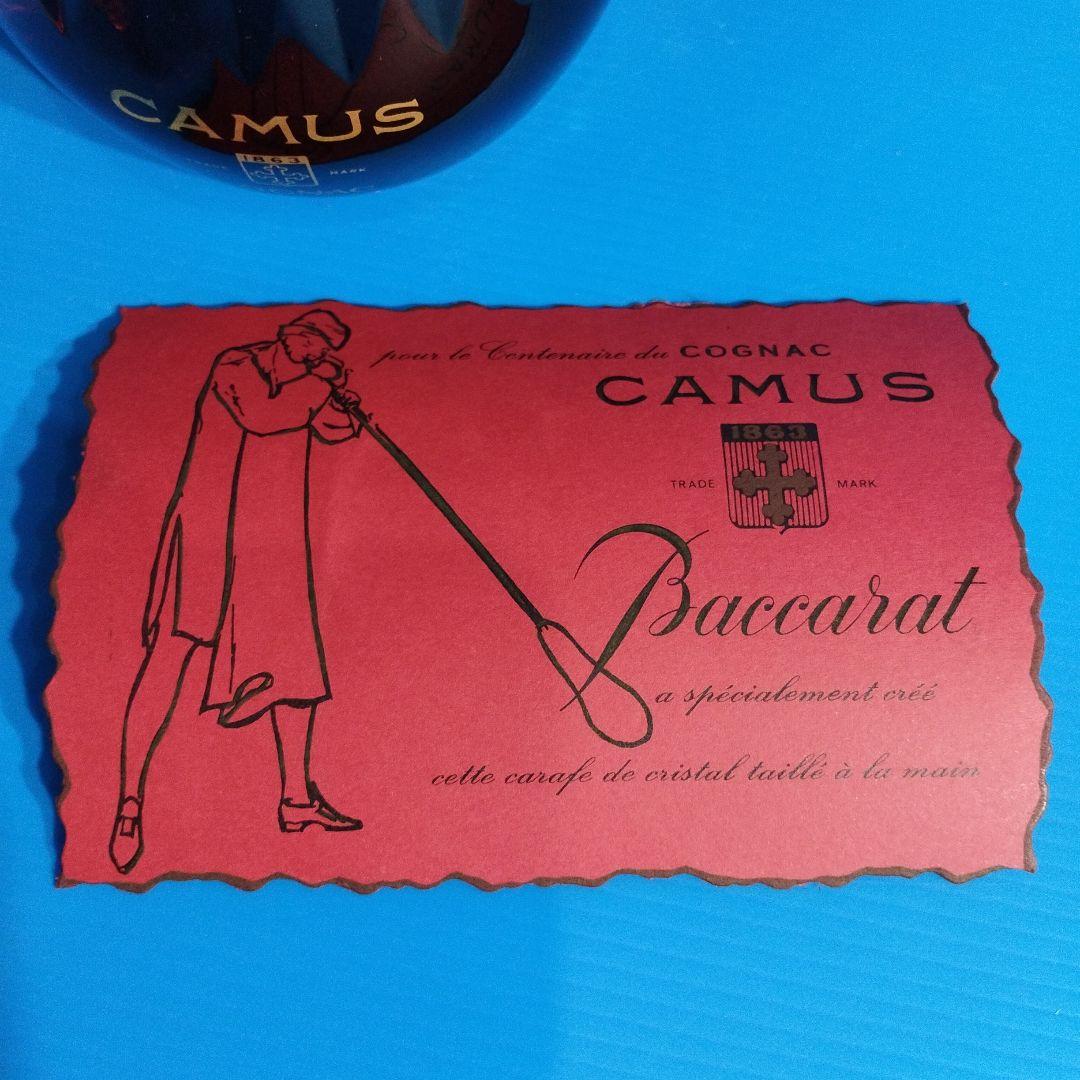 CAMUS
1863
TRADE MARK
pour le Centenaire du COGNAC
CAMUS
1863
TRADE MARK
Baccarat
a spécialement créé
cette carafe de cristal taillé à la main